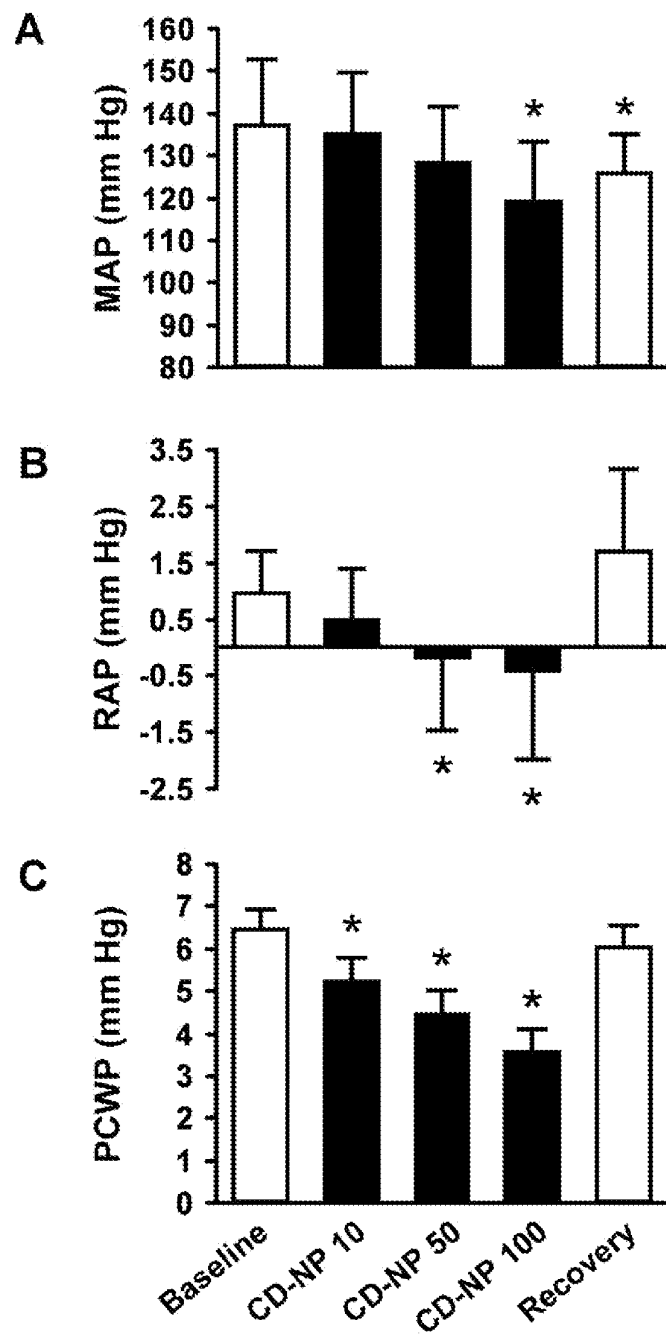 A
MAP (mm Hg)
160
150
140
130
120
110
100
90
80
* *
B
RAP (mm Hg)
3.5
2.5
1.5
0.5
-0.5
-1.5
-2.5
* *
C
PCWP (mm Hg)
8
7
6
5
4
3
2
1
0
* * *
Baseline
CD-NP 10
CD-NP 50
CD-NP 100
Recovery